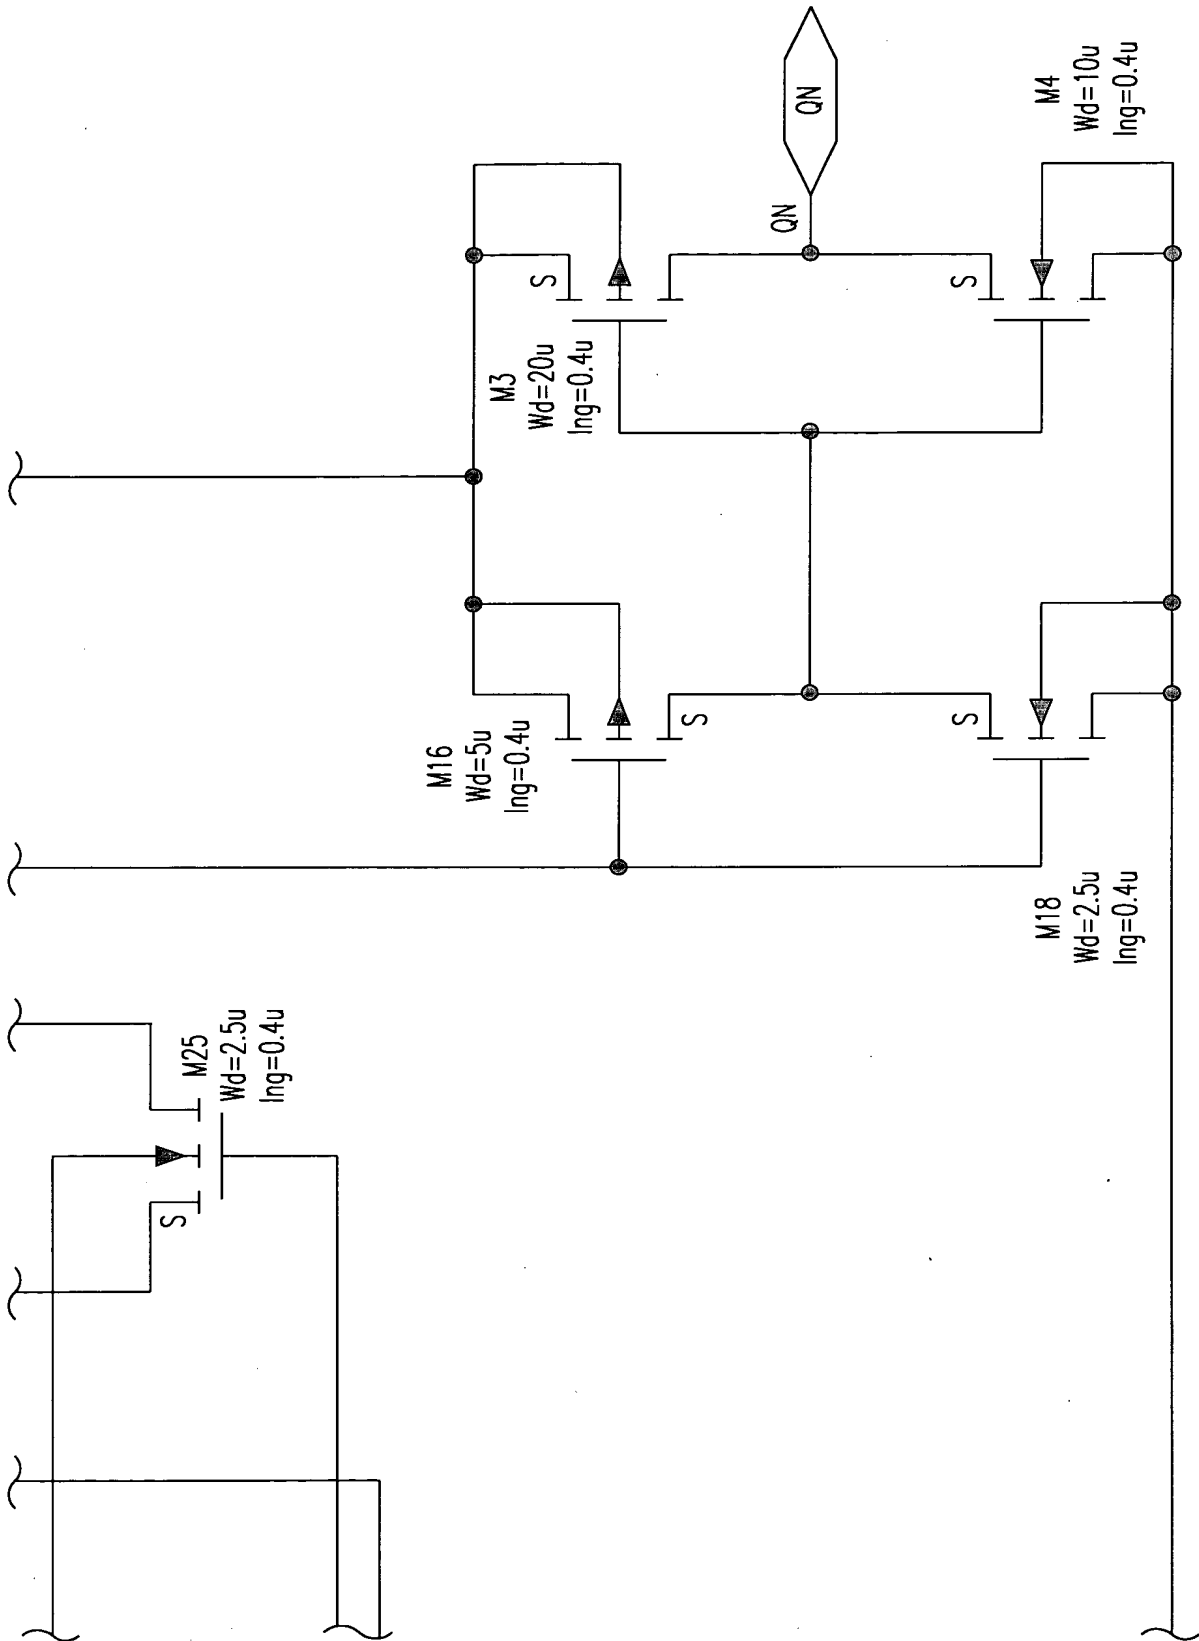 QN
QN
M4
Wd=10u
lng=0.4u
S
S
M3
Wd=20u
lng=0.4u
M16
Wd=5u
lng=0.4u
S
S
M18
Wd=2.5u
lng=0.4u
M25
Wd=2.5u
lng=0.4u
S